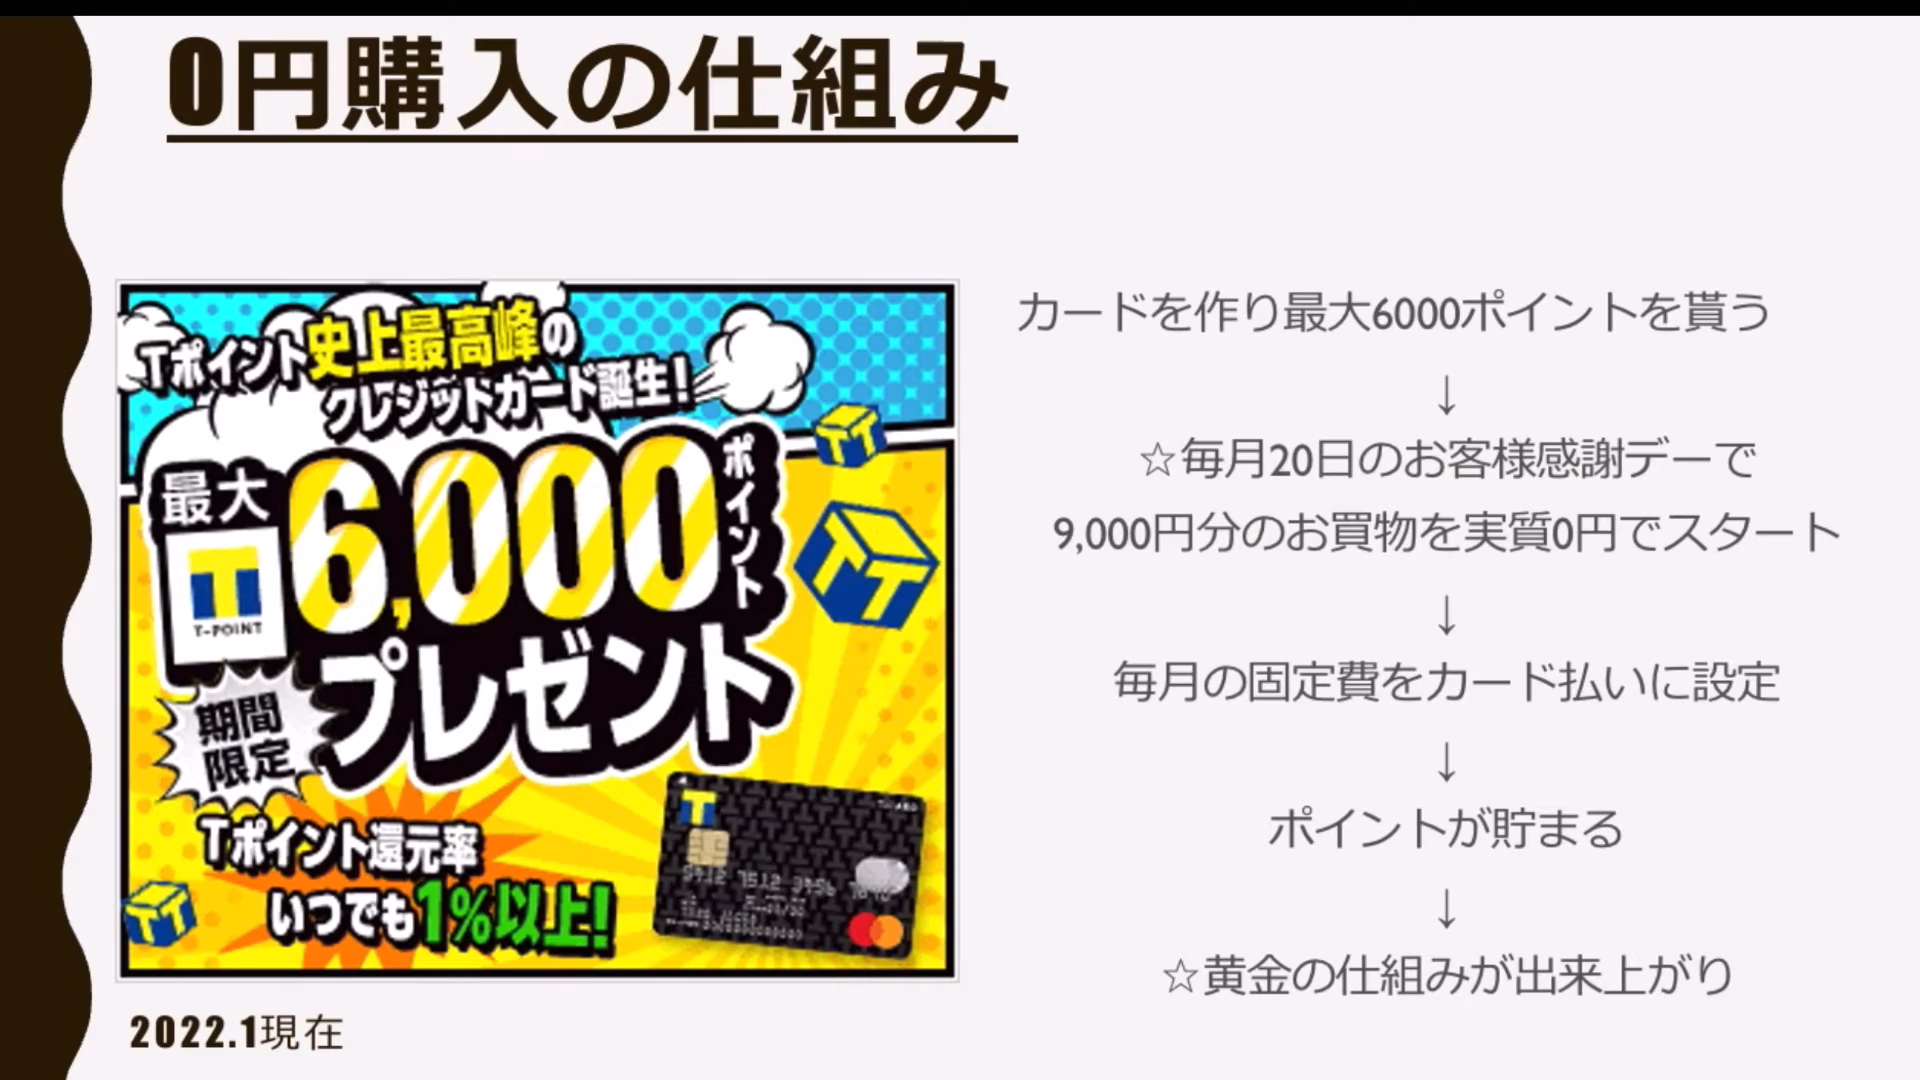 0円購入の仕組み
Tポイント史上最高峰の
クレジットカード誕生!
最大
6,000ポイント
T-POINT
プレゼント
期間
限定
Tポイント還元率
いつでも1%以上!
2022.1現在
カードを作り最大6000ポイントを貰う
↓
☆毎月20日のお客様感謝デーで
9,000円分のお買物を実質0円でスタート
↓
毎月の固定費をカード払いに設定
↓
ポイントが貯まる
↓
☆黄金の仕組みが出来上がり